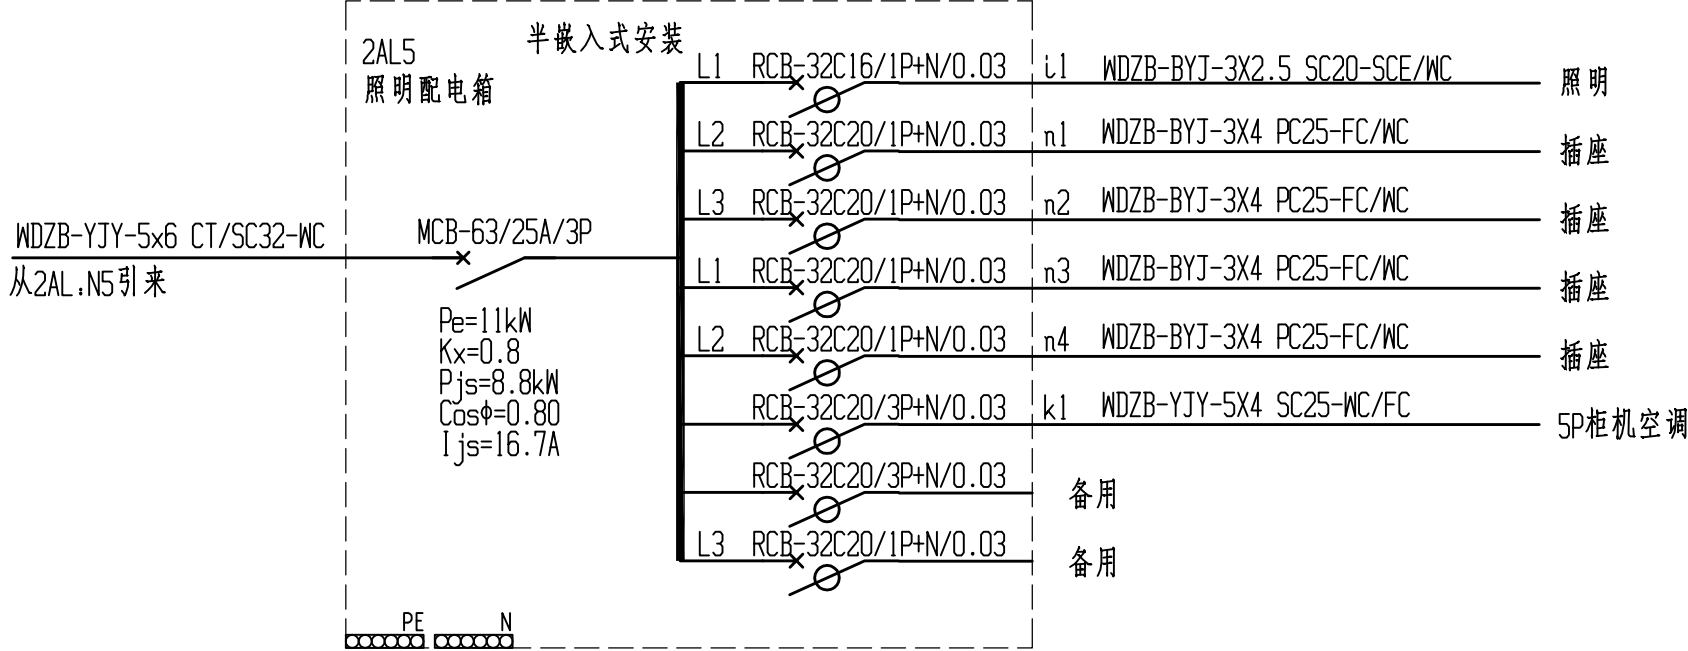 半嵌入式安装
2AL5
照明配电箱
L1 RCB-32C16/1P+N/0.03 i1 WDZB-BYJ-3X2.5 SC20-SCE/WC 照明
L2 RCB-32C20/1P+N/0.03 n1 WDZB-BYJ-3X4 PC25-FC/WC 插座
L3 RCB-32C20/1P+N/0.03 n2 WDZB-BYJ-3X4 PC25-FC/WC 插座
WDZB-YJY-5x6 CT/SC32-WC
从2AL:N5引来
MCB-63/25A/3P
L1 RCB-32C20/1P+N/0.03 n3 WDZB-BYJ-3X4 PC25-FC/WC 插座
Pe=11kW
Kx=0.8
Pjs=8.8kW
Cosϕ=0.80
Ijs=16.7A
L2 RCB-32C20/1P+N/0.03 n4 WDZB-BYJ-3X4 PC25-FC/WC 插座
RCB-32C20/3P+N/0.03 k1 WDZB-YJY-5X4 SC25-WC/FC 5P柜机空调
RCB-32C20/3P+N/0.03 备用
L3 RCB-32C20/1P+N/0.03 备用
PE N